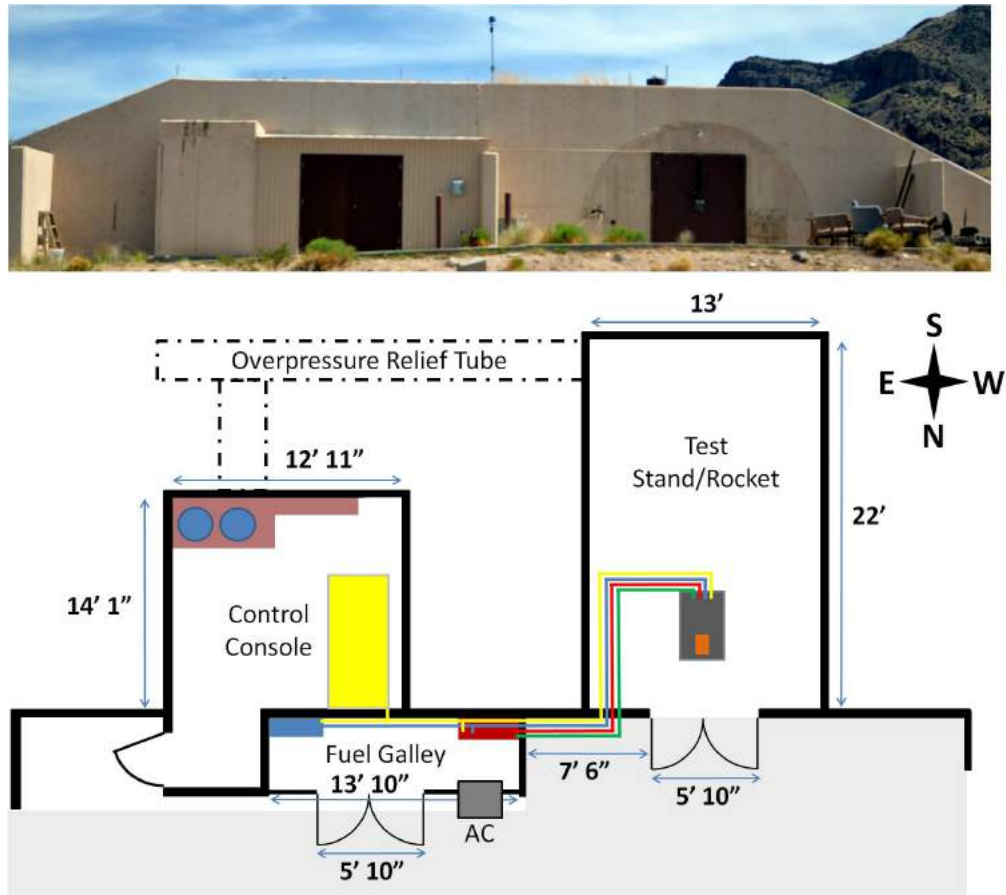 13'
S
Overpressure Relief Tube
E
W
N
12' 11”
Test
Stand/Rocket
22'
14' 1”
Control
Console
Fuel Galley
7' 6”
13' 10”
5' 10”
AC
5' 10”